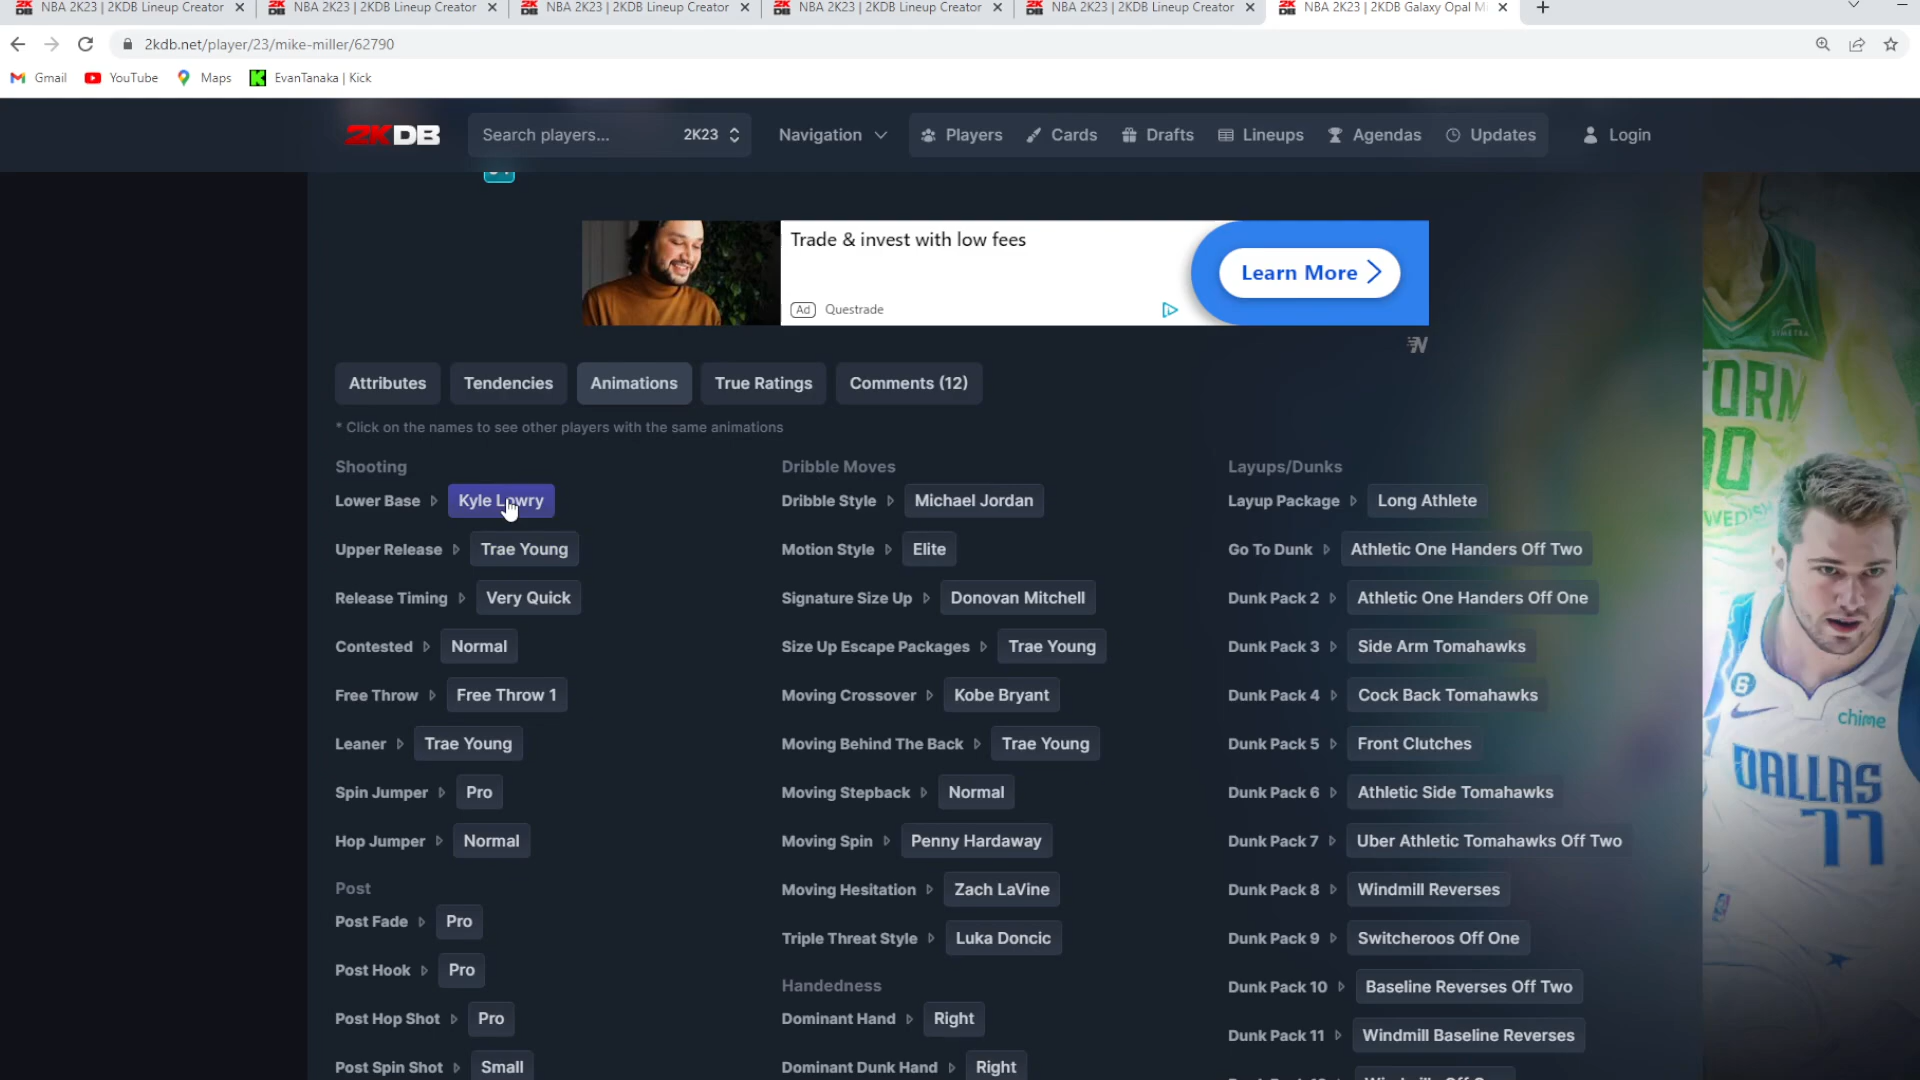 NBA 2K23 | 2KDB Lineup Creator
NBA 2K23 | 2KDB Lineup Creator
NBA 2K23 | 2KDB Lineup Creator
NBA 2K23 | 2KDB Lineup Creator
NBA 2K23 | 2KDB Lineup Creator
NBA 2K23 | 2KDB Galaxy Opal Mi
2kdb.net/player/23/mike-miller/62790
Gmail YouTube Maps EvanTanaka | Kick
2KDB Search players... 2K23 Navigation Players Cards Drafts Lineups Agendas Updates Login
Trade & invest with low fees
Learn More
Ad Questrade
Attributes Tendencies Animations True Ratings Comments (12)
* Click on the names to see other players with the same animations
Shooting
Lower Base Kyle Lowry
Upper Release Trae Young
Release Timing Very Quick
Contested Normal
Free Throw Free Throw 1
Leaner Trae Young
Spin Jumper Pro
Hop Jumper Normal
Post
Post Fade Pro
Post Hook Pro
Post Hop Shot Pro
Post Spin Shot Small
Dribble Moves
Dribble Style Michael Jordan
Motion Style Elite
Signature Size Up Donovan Mitchell
Size Up Escape Packages Trae Young
Moving Crossover Kobe Bryant
Moving Behind The Back Trae Young
Moving Stepback Normal
Moving Spin Penny Hardaway
Moving Hesitation Zach LaVine
Triple Threat Style Luka Doncic
Handedness
Dominant Hand Right
Dominant Dunk Hand Right
Layups/Dunks
Layup Package Long Athlete
Go To Dunk Athletic One Handers Off Two
Dunk Pack 2 Athletic One Handers Off One
Dunk Pack 3 Side Arm Tomahawks
Dunk Pack 4 Cock Back Tomahawks
Dunk Pack 5 Front Clutches
Dunk Pack 6 Athletic Side Tomahawks
Dunk Pack 7 Uber Athletic Tomahawks Off Two
Dunk Pack 8 Windmill Reverses
Dunk Pack 9 Switcheroos Off One
Dunk Pack 10 Baseline Reverses Off Two
Dunk Pack 11 Windmill Baseline Reverses
SYMETRA
6
chime
DALLAS
77